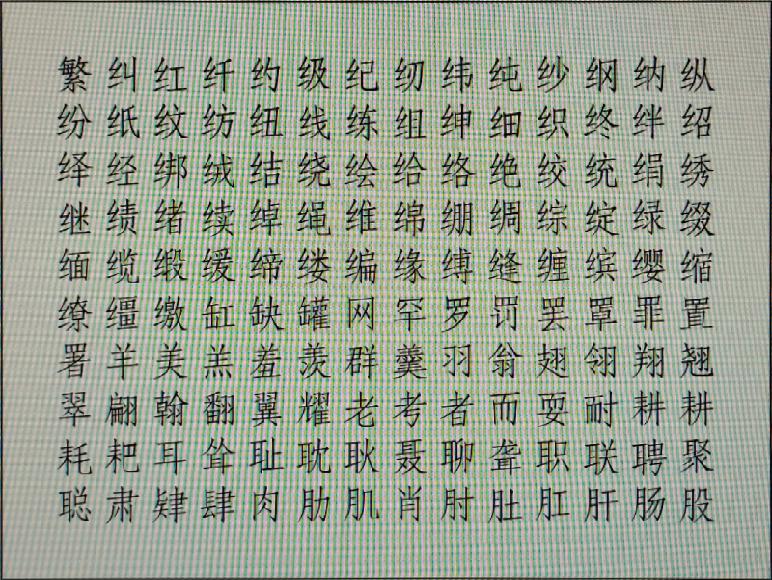 繁纠红纤约级纪纫纬纯纱纲纳纵
纷纸纹纺纽线练组绅细织终绊绍
绎经绑绒结绕绘给络绝绞统绢绣
继绩绪续绰绳维绵绷绸综绽绿缀
缅缆缎缓缔缕编缘缚缝缠缤缨缩
缭缰缴缸缺罐网罕罗罚罢罩罪置
署羊美羔羞羡群羹羽翁翅翎翔翘
翠翩翰翻翼耀老考者而耍耐耕耕
耗耙耳耸耻耽耿聂聊聋职联聘聚
聪肃肄肆肉肋肌肖肘肚肛肝肠股